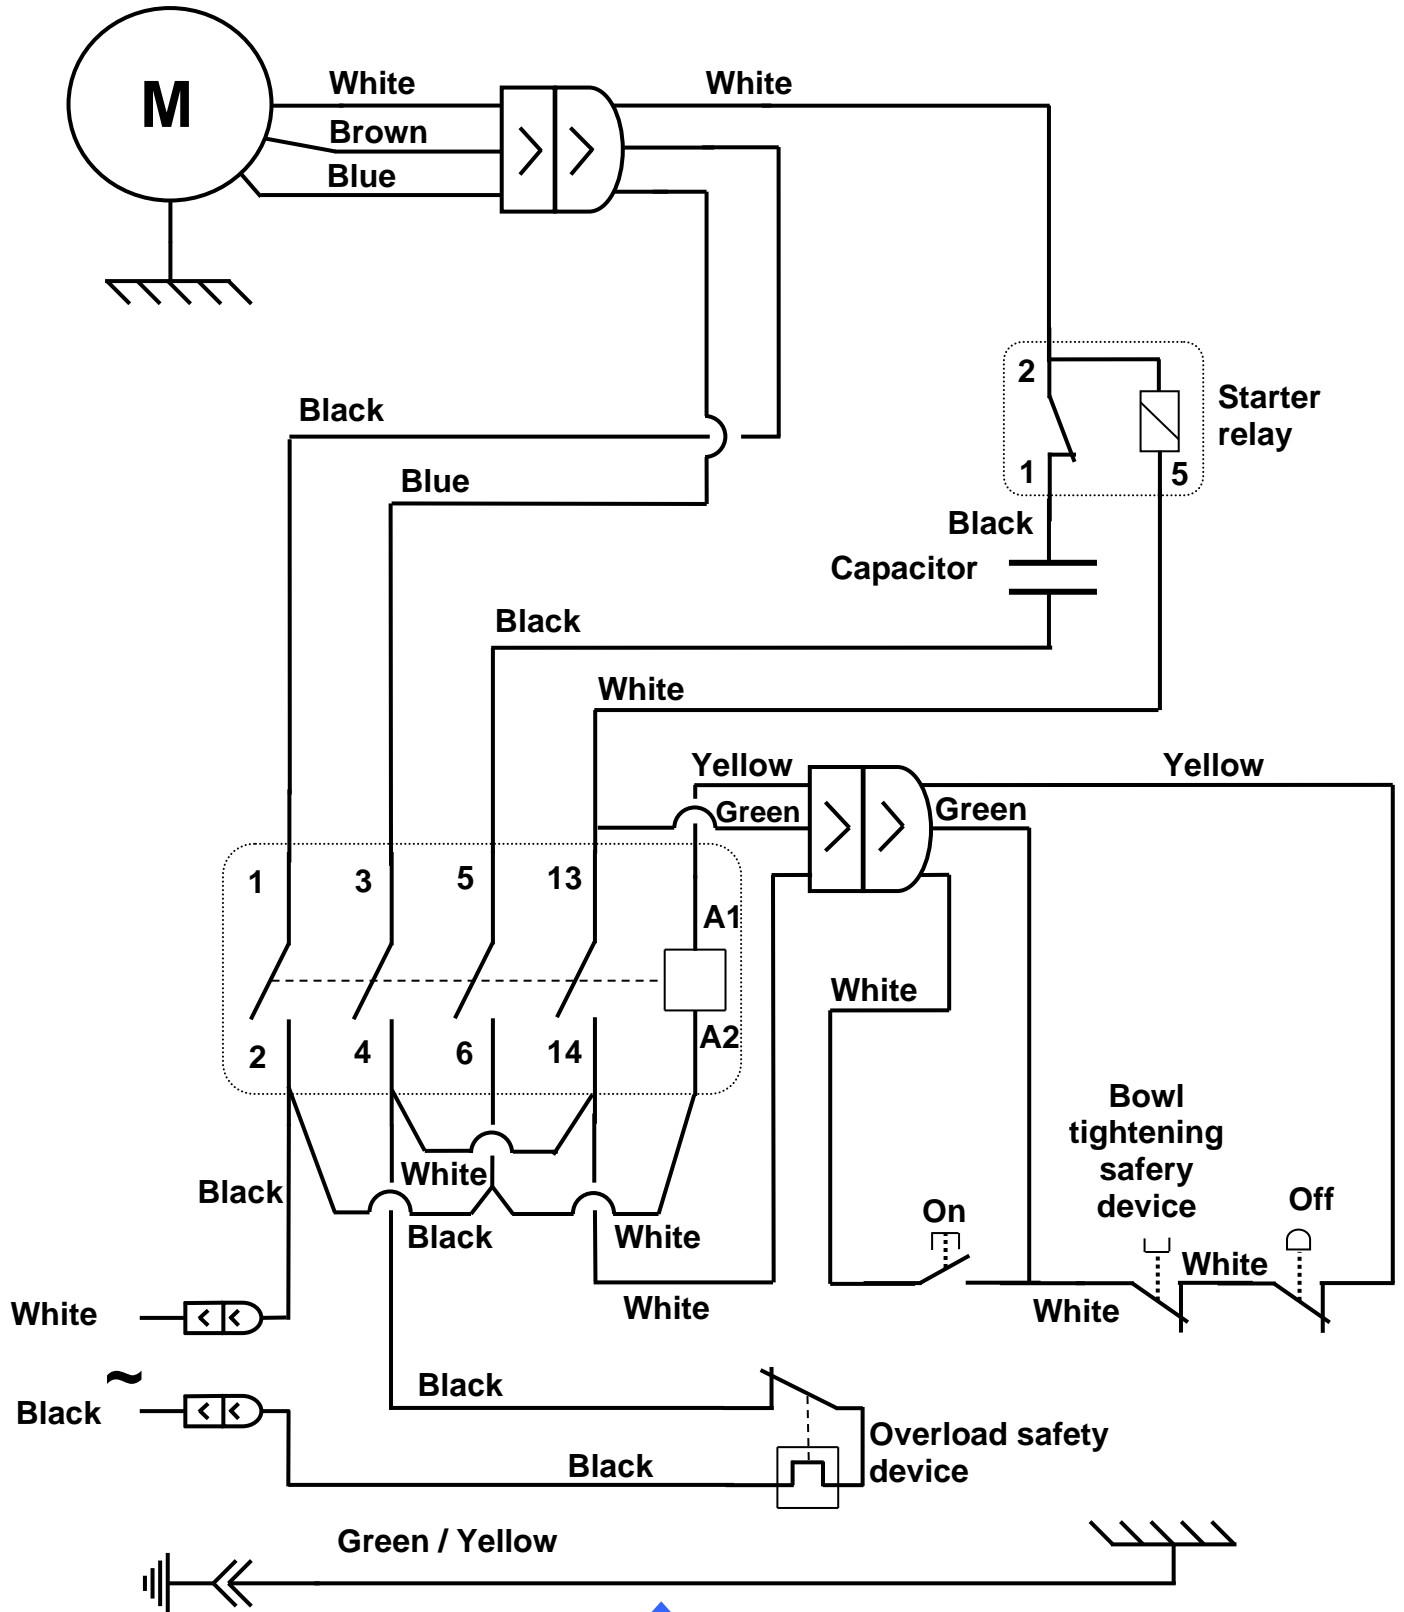 M
White
White
Brown
Blue
2
Starter
relay
1
5
Black
Blue
Black
Capacitor
Black
White
Yellow
Yellow
Green
Green
1
3
5
13
A1
White
A2
2
4
6
14
Bowl
tightening
safery
device
White
Black
Off
On
Black
White
White
White
White
White
~
Black
Black
Overload safety
device
Black
Green / Yellow